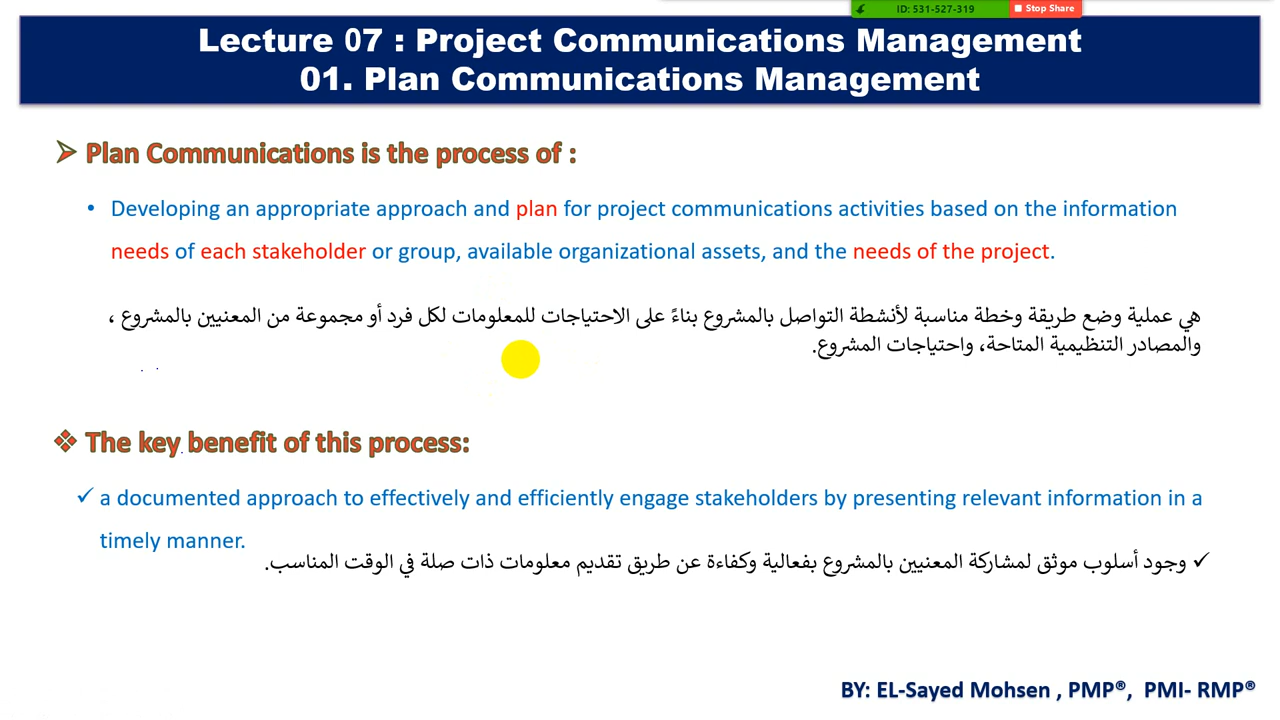 ID: 531-527-319
Stop Share
Lecture 07 : Project Communications Management
01. Plan Communications Management
Plan Communications is the process of :
• Developing an appropriate approach and plan for project communications activities based on the information
needs of each stakeholder or group, available organizational assets, and the needs of the project.
هي عملية وضع طريقة وخطة مناسبة لأنشطة التواصل بالمشروع بناءً على الاحتياجات للمعلومات لكل فرد أو مجموعة من المعنيين بالمشروع ،
والمصادر التنظيمية المتاحة، واحتياجات المشروع.
The key benefit of this process:
✓ a documented approach to effectively and efficiently engage stakeholders by presenting relevant information in a
timely manner.
✓ وجود أسلوب موثق لمشاركة المعنيين بالمشروع بفعالية وكفاءة عن طريق تقديم معلومات ذات صلة في الوقت المناسب.
BY: EL-Sayed Mohsen , PMP®, PMI- RMP®